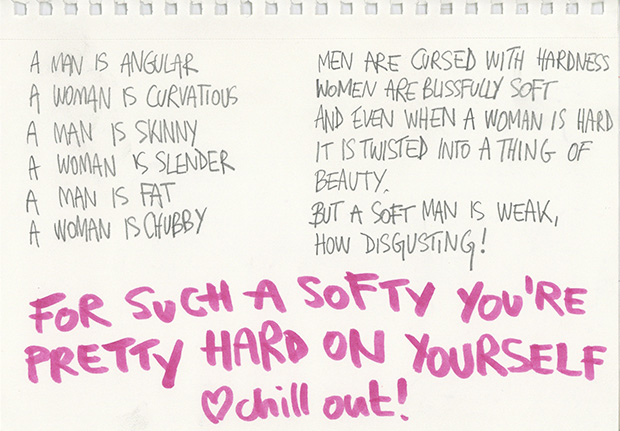 A MAN IS ANGULAR
A WOMAN IS CURVATIOUS
A MAN IS SKINNY
A WOMAN IS SLENDER
A MAN IS FAT
A WOMAN IS CHUBBY
MEN ARE CURSED WITH HARDNESS
WOMEN ARE BLISSFULLY SOFT
AND EVEN WHEN A WOMAN IS HARD
IT IS TWISTED INTO A THING OF
BEAUTY.
BUT A SOFT MAN IS WEAK,
HOW DISGUSTING!
FOR SUCH A SOFTY YOU'RE
PRETTY HARD ON YOURSELF
♡chill out!